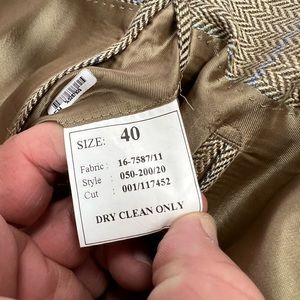 SIZE: 40
Fabric : 16-7587/11
Style : 050-200/20
Cut : 001/117452
DRY CLEAN ONLY